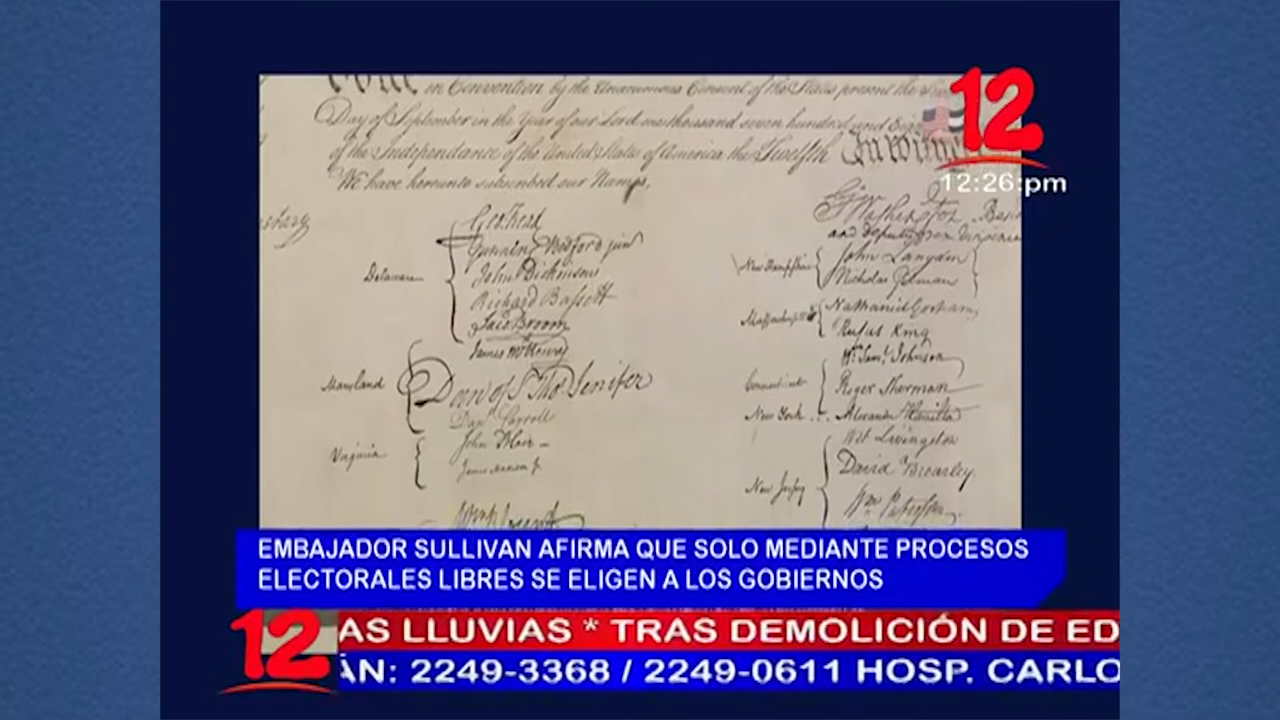 in Convention by the Unanimous Consent of the States present the
Day of September in the Year of our Lord one thousand seven hundred and
of the Independance of the United States of America the Twelfth
We have hereunto subscribed our Names,
12
12:26:pm
Delaware
Geo: Read
Gunning Bedford jun
John Dickinson
Richard Bassett
Jaco: Broom
Maryland
James McHenry
Dan of St Thos. Jenifer
Danl Carroll
Virginia
John Blair –
James Madison Jr.
Go. Washington
and deputy from
New Hampshire
John Langdon
Nicholas Gilman
Massachusetts
Nathaniel Gorham
Rufus King
Connecticut
Wm. Saml. Johnson
Roger Sherman
New York ... Alexander Hamilton
New Jersey
Wil: Livingston
David Brearley.
Wm. Paterson.
EMBAJADOR SULLIVAN AFIRMA QUE SOLO MEDIANTE PROCESOS
ELECTORALES LIBRES SE ELIGEN A LOS GOBIERNOS
12
AS LLUVIAS * TRAS DEMOLICIÓN DE ED
ÁN: 2249-3368 / 2249-0611 HOSP. CARLO